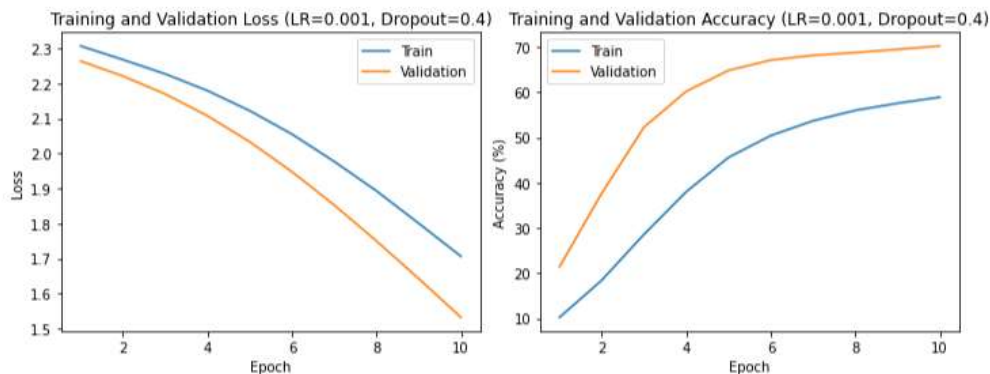 Training and Validation Loss (LR=0.001, Dropout=0.4)
2.3
2.2
2.1
2.0
1.9
1.8
1.7
1.6
1.5
Loss
Train
Validation
2
4
6
8
10
Epoch
Training and Validation Accuracy (LR=0.001, Dropout=0.4)
70
60
50
40
30
20
10
Accuracy (%)
Train
Validation
2
4
6
8
10
Epoch